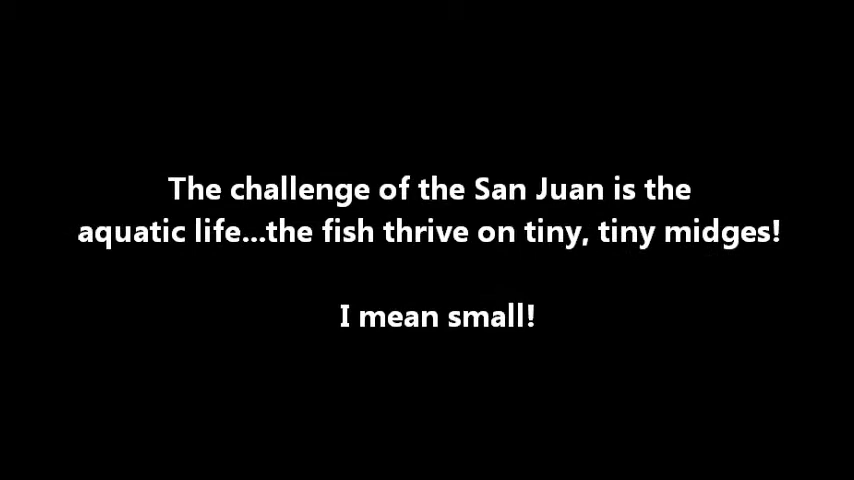 The challenge of the San Juan is the
aquatic life...the fish thrive on tiny, tiny midges!
I mean small!